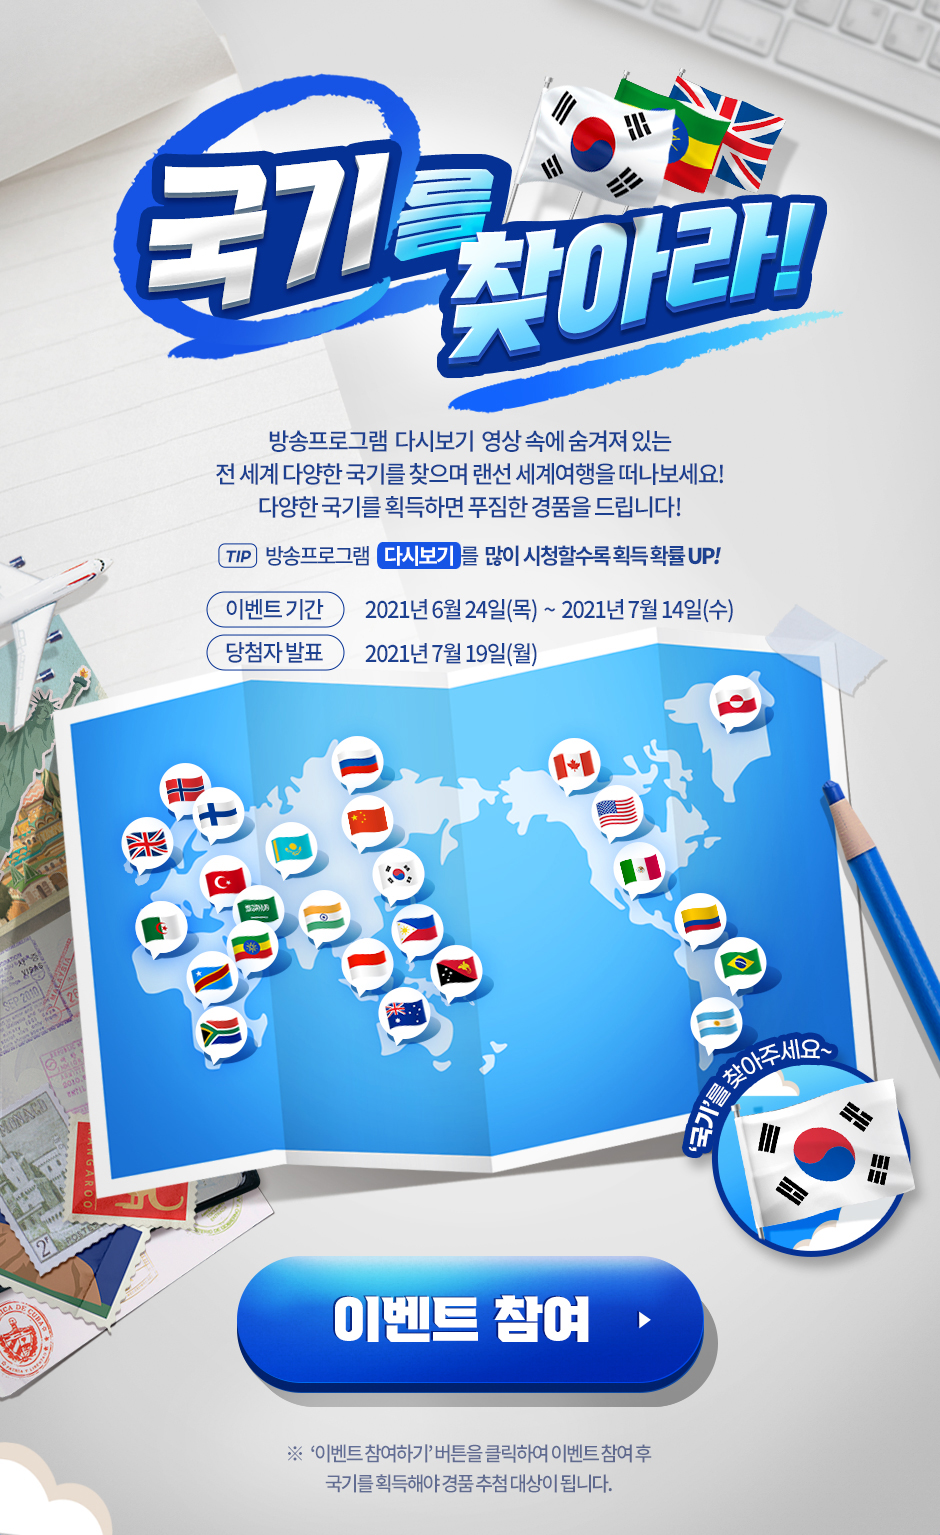 국기를
찾아라!
방송프로그램 다시보기 영상 속에 숨겨져 있는
전 세계 다양한 국기를 찾으며 랜선 세계여행을 떠나보세요!
다양한 국기를 획득하면 푸짐한 경품을 드립니다!
TIP 방송프로그램 다시보기를 많이 시청할수록 획득 확률 UP!
이벤트 기간 2021년 6월 24일(목) ~ 2021년 7월 14일(수)
당첨자 발표 2021년 7월 19일(월)
'국기'를 찾아주세요~
이벤트 참여
※ '이벤트 참여하기' 버튼을 클릭하여 이벤트 참여 후
국기를 획득해야 경품 추첨 대상이 됩니다.